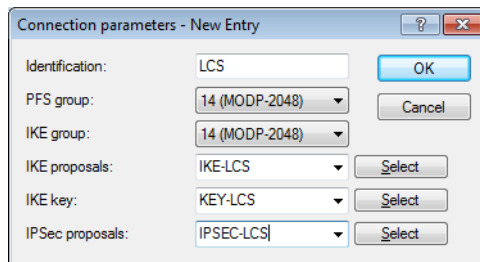 Connection parameters - New Entry
?
Identification: LCS OK
PFS group: 14 (MODP-2048) Cancel
IKE group: 14 (MODP-2048)
IKE proposals: IKE-LCS Select
IKE key: KEY-LCS Select
IPSec proposals: IPSEC-LCS Select